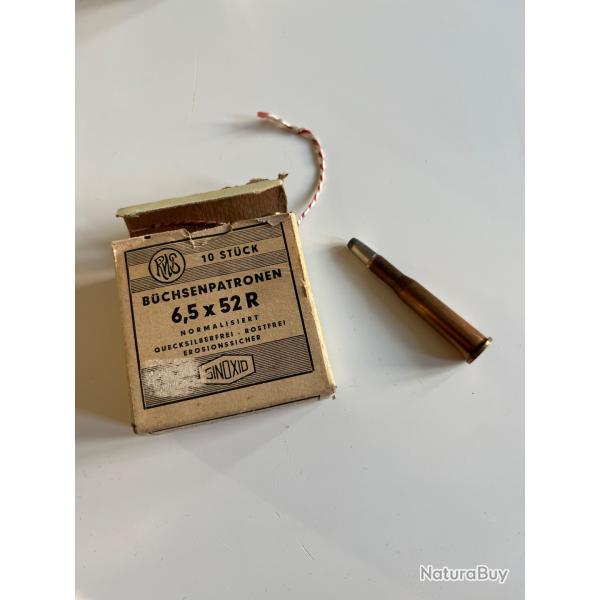 RWS
10 STÜCK
BÜCHSENPATRONEN
6,5 x 52 R
NORMALISIERT
QUECKSILBERFREI - ROSTFREI
EROSIONSSICHER
SINOXID
NaturaBuy